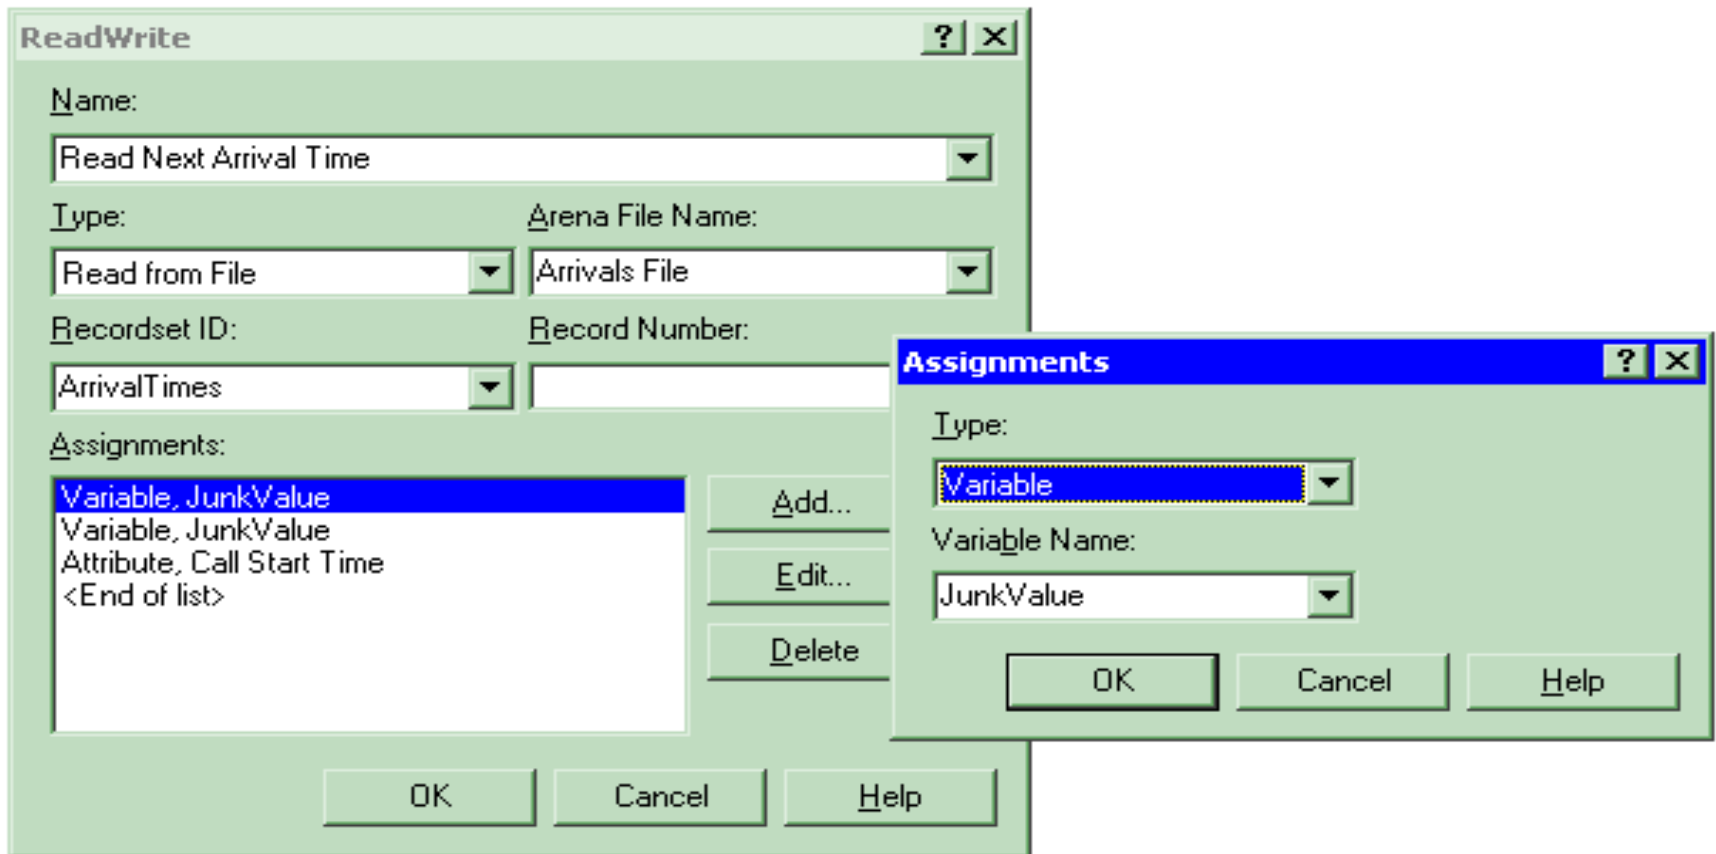 ReadWrite
Name:
Read Next Arrival Time
Type:
Arena File Name:
Read from File
Arrivals File
Recordset ID:
Record Number:
ArrivalTimes
Assignments:
Variable, JunkValue
Variable, JunkValue
Attribute, Call Start Time
<End of list>
Add...
Edit...
Delete
OK
Cancel
Help
Assignments
Type:
Variable
Variable Name:
JunkValue
OK
Cancel
Help